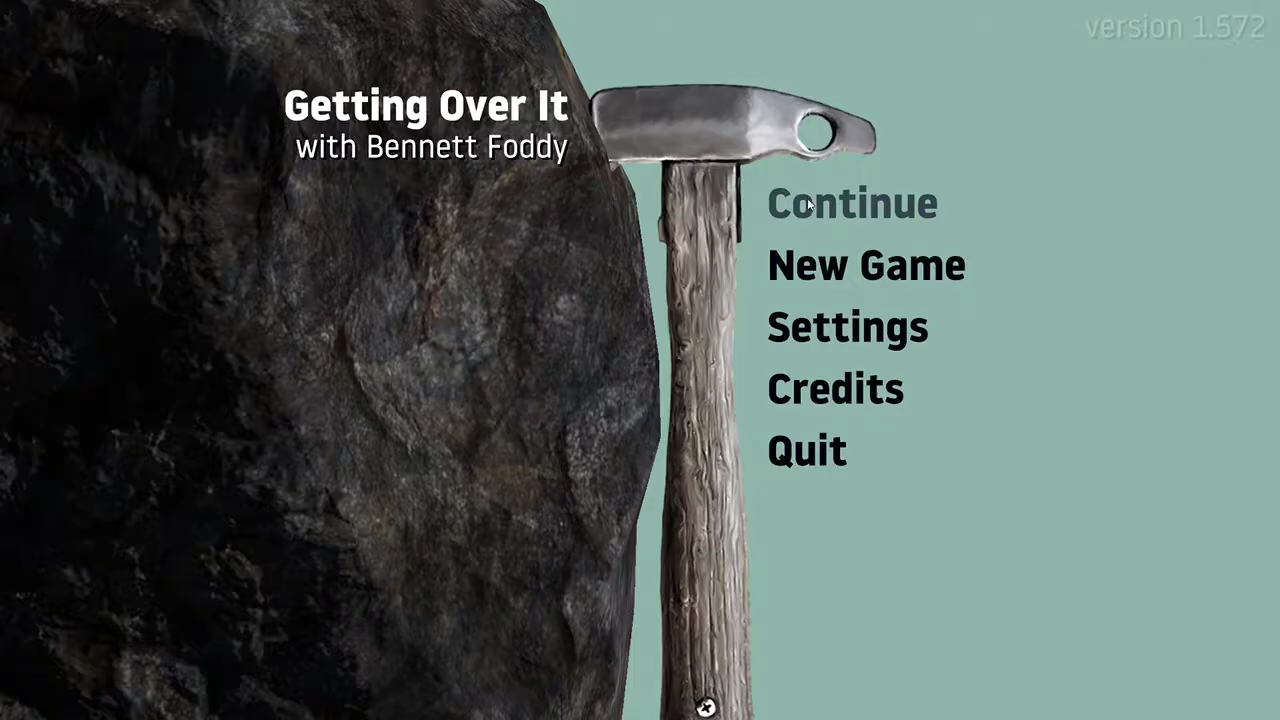 version 1.572
Getting Over It
with Bennett Foddy
Continue
New Game
Settings
Credits
Quit